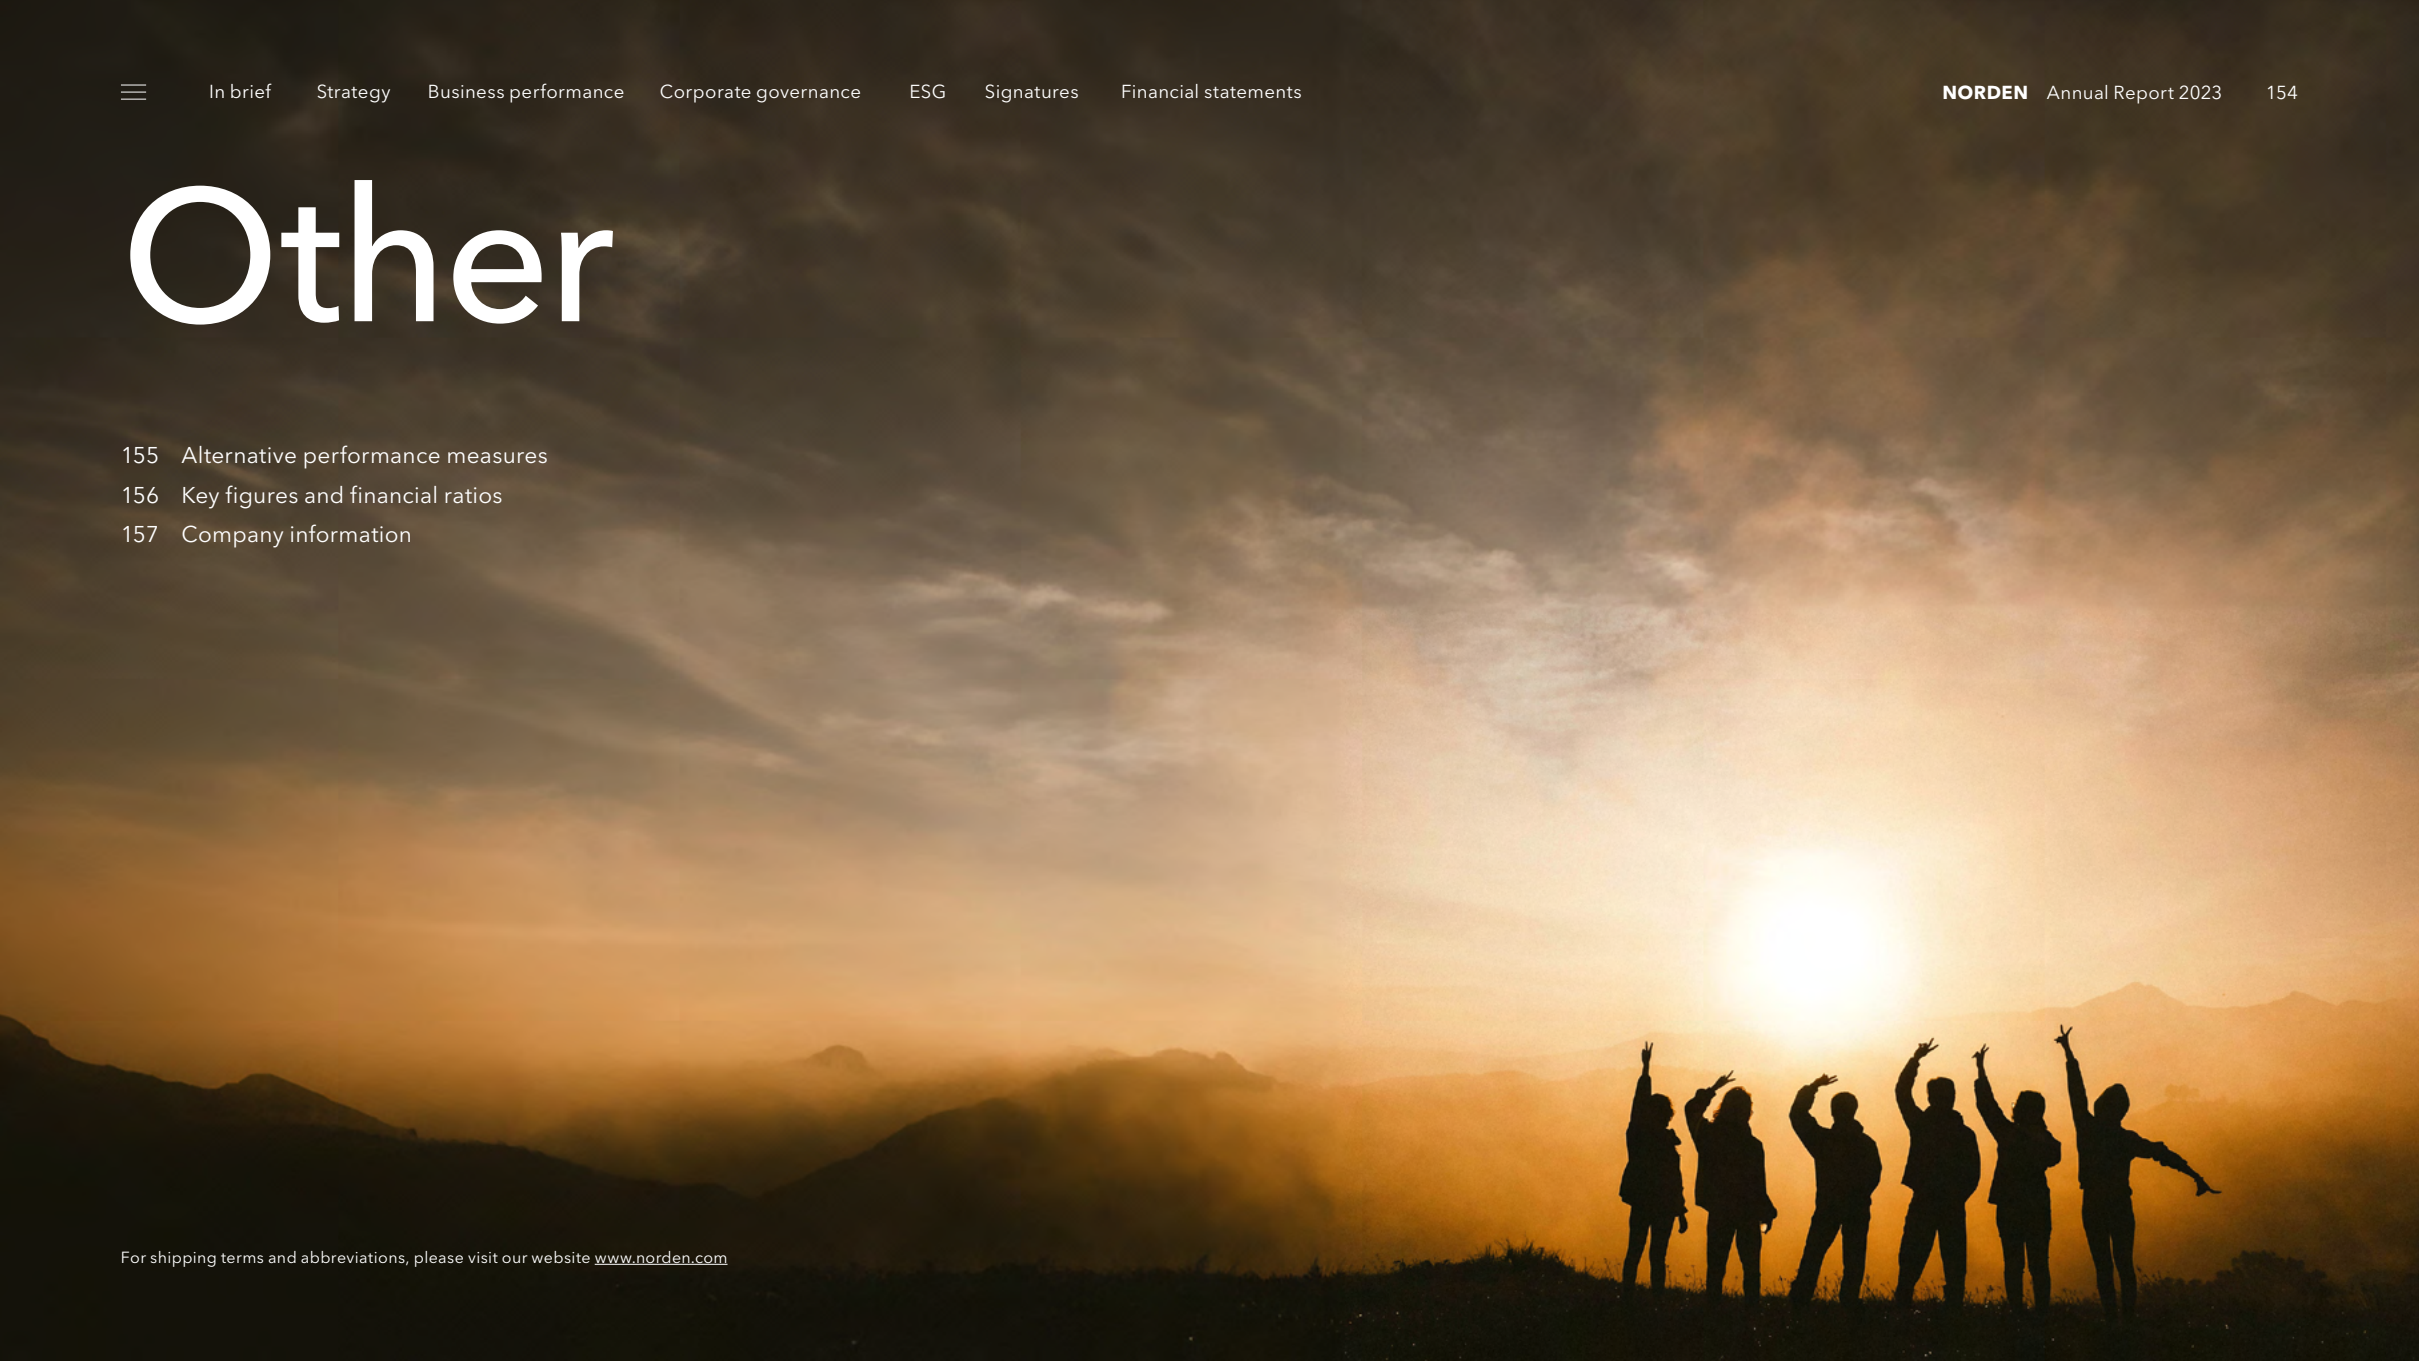 In brief Strategy Business performance Corporate governance ESG Signatures Financial statements
NORDEN Annual Report 2023 154
Other
155 Alternative performance measures
156 Key figures and financial ratios
157 Company information
For shipping terms and abbreviations, please visit our website www.norden.com